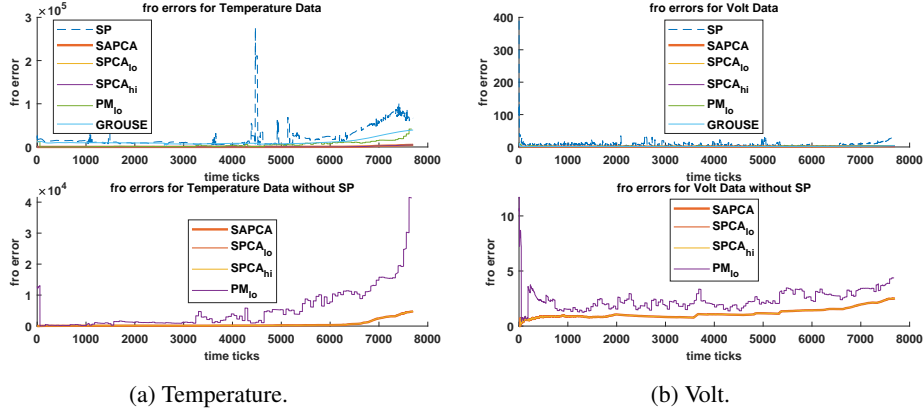 fro errors for Temperature Data
×10^5
fro error
3
2
1
0
SP
SAPCA
SPCA_lo
SPCA_hi
PM_lo
GROUSE
0 1000 2000 3000 4000 5000 6000 7000 8000
time ticks
fro errors for Volt Data
fro error
400
300
200
100
0
SP
SAPCA
SPCA_lo
SPCA_hi
PM_lo
GROUSE
0 1000 2000 3000 4000 5000 6000 7000 8000
time ticks
fro errors for Temperature Data without SP
×10^4
fro error
4
3
2
1
0
SAPCA
SPCA_lo
SPCA_hi
PM_lo
0 1000 2000 3000 4000 5000 6000 7000 8000
time ticks
fro errors for Volt Data without SP
fro error
10
5
0
SAPCA
SPCA_lo
SPCA_hi
PM_lo
0 1000 2000 3000 4000 5000 6000 7000 8000
time ticks
(a) Temperature.
(b) Volt.